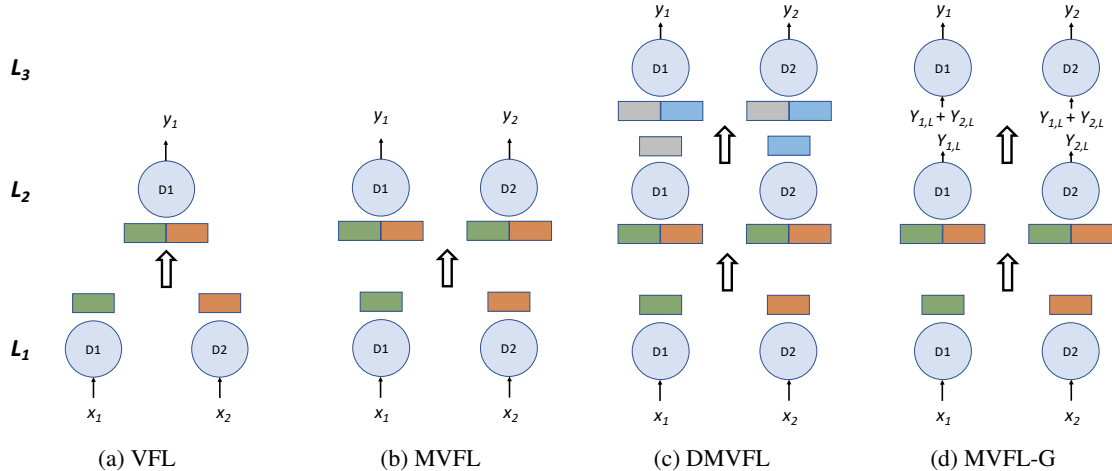 y1 y2 y1 y2
L3 D1 D2 D1 D2
Y1,L + Y2,L Y1,L + Y2,L
y1 y1 y2 Y1,L Y2,L
L2 D1 D1 D2 D1 D2 D1 D2
L1 D1 D2 D1 D2 D1 D2 D1 D2
x1 x2 x1 x2 x1 x2 x1 x2
(a) VFL (b) MVFL (c) DMVFL (d) MVFL-G